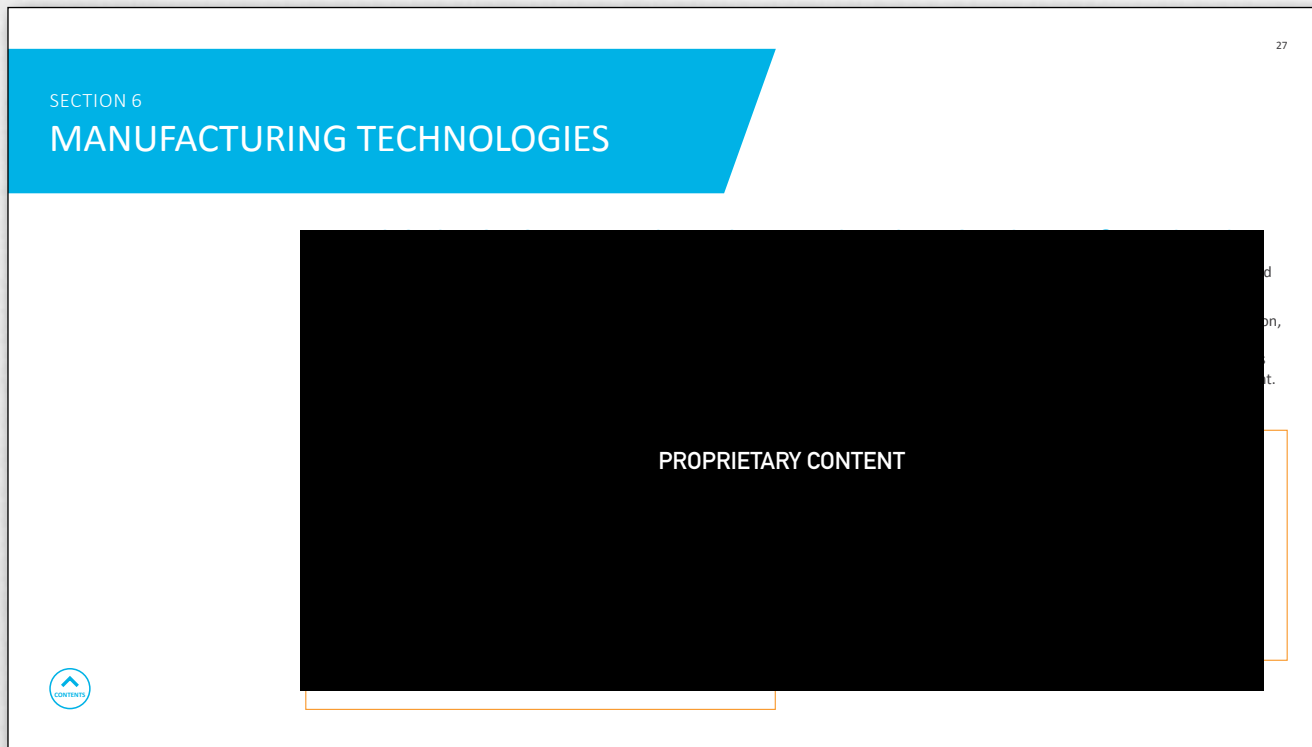 27
SECTION 6
MANUFACTURING TECHNOLOGIES
PROPRIETARY CONTENT
CONTENTS